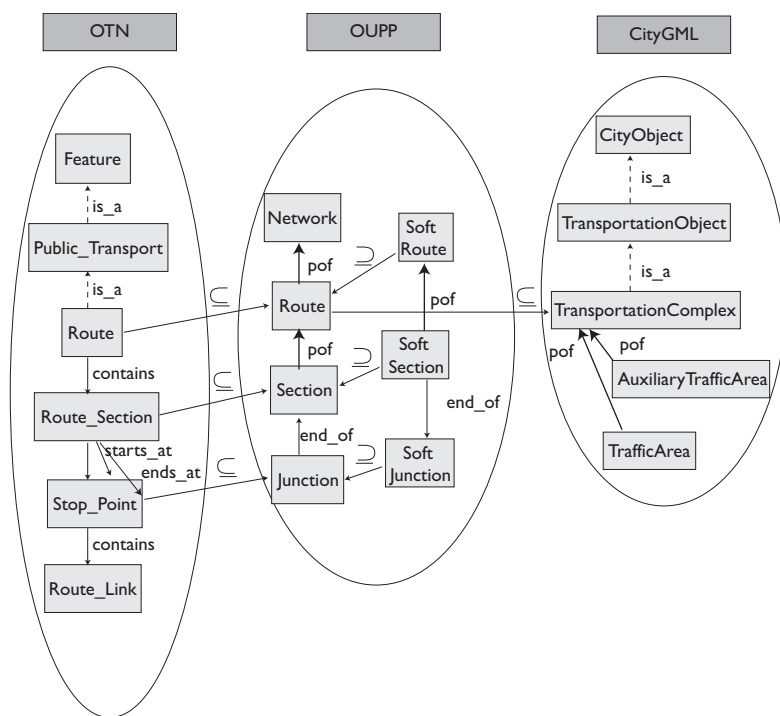 OTN
OUPP
CityGML
Feature
is_a
Public_Transport
is_a
Route
contains
Route_Section
starts_at
ends_at
Stop_Point
contains
Route_Link
⊆
⊆
⊆
Network
pof
Route
pof
Section
end_of
Junction
Soft
Route
⊇
pof
Soft
Section
⊇
end_of
Soft
Junction
⊇
⊆
CityObject
is_a
TransportationObject
is_a
TransportationComplex
pof
pof
AuxiliaryTrafficArea
TrafficArea